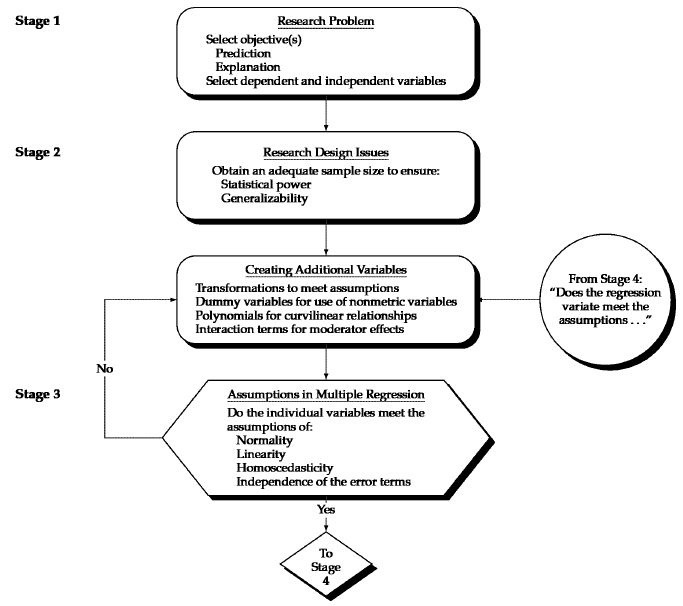 Stage 1
Research Problem
Select objective(s)
Prediction
Explanation
Select dependent and independent variables
Stage 2
Research Design Issues
Obtain an adequate sample size to ensure:
Statistical power
Generalizability
Creating Additional Variables
Transformations to meet assumptions
Dummy variables for use of nonmetric variables
Polynomials for curvilinear relationships
Interaction terms for moderator effects
From Stage 4:
“Does the regression
variate meet the
assumptions . . .”
No
Stage 3
Assumptions in Multiple Regression
Do the individual variables meet the
assumptions of:
Normality
Linearity
Homoscedasticity
Independence of the error terms
Yes
To
Stage
4